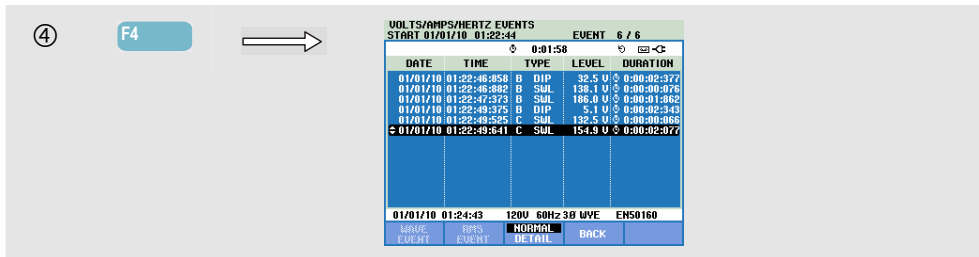 ④ F4
VOLTS/AMPS/HERTZ EVENTS
START 01/01/10 01:22:44 EVENT 6 / 6
0:01:58
DATE TIME TYPE LEVEL DURATION
01/01/10 01:22:46:858 B DIP 32.5 V 0:00:02:377
01/01/10 01:22:46:882 B SWL 138.1 V 0:00:00:076
01/01/10 01:22:47:373 B SWL 186.0 V 0:00:01:862
01/01/10 01:22:49:375 B DIP 5.1 V 0:00:02:343
01/01/10 01:22:49:525 C SWL 132.5 V 0:00:00:066
01/01/10 01:22:49:641 C SWL 154.9 V 0:00:02:077
01/01/10 01:24:43 120V 60Hz 3Ø WYE EN50160
WAVE EVENT RMS EVENT NORMAL DETAIL BACK